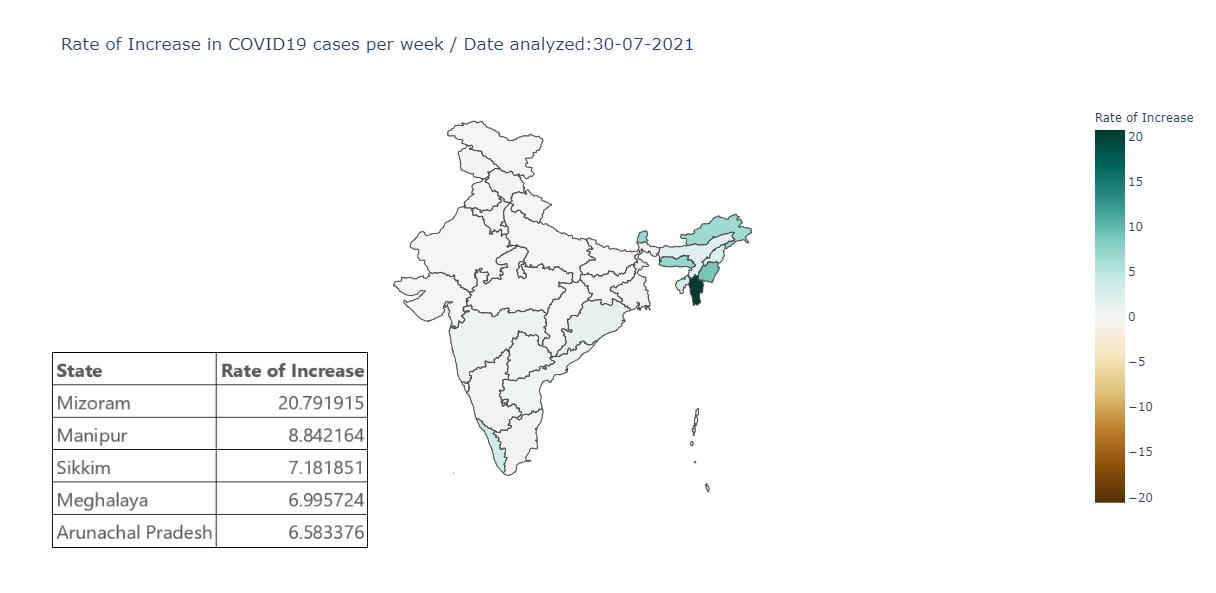 Rate of Increase in COVID19 cases per week / Date analyzed:30-07-2021
Rate of Increase
20
15
10
5
0
−5
−10
−15
−20
State Rate of Increase
Mizoram 20.791915
Manipur 8.842164
Sikkim 7.181851
Meghalaya 6.995724
Arunachal Pradesh 6.583376